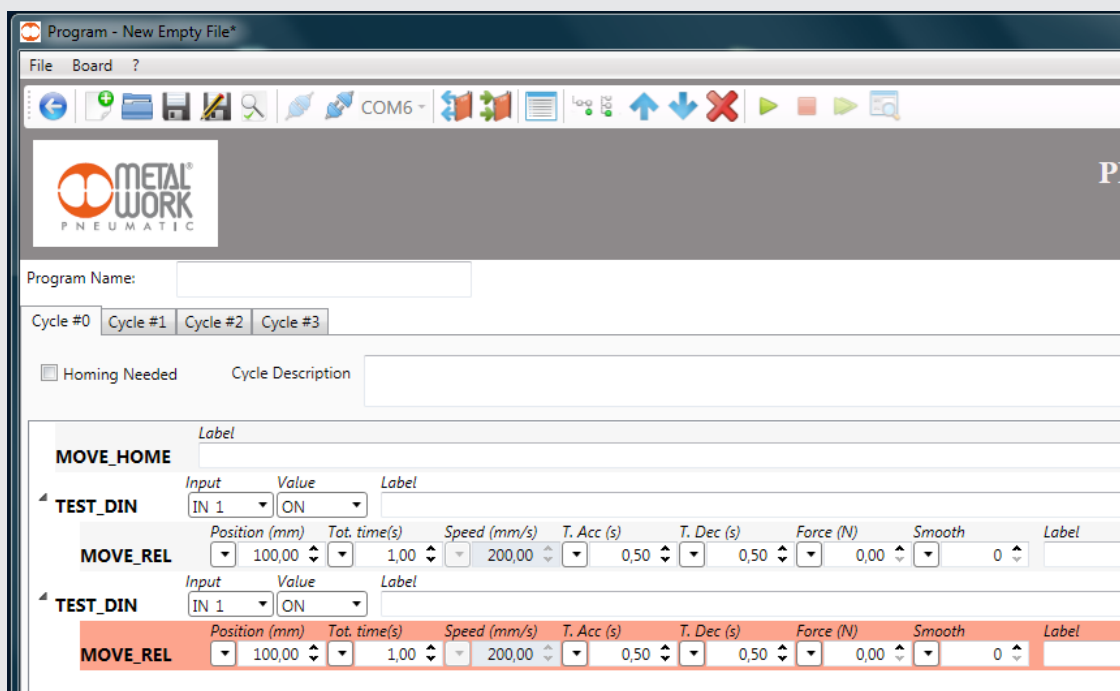 Program - New Empty File*
File Board ?
COM6
METAL®
WORK
PNEUMATIC
Program Name:
Cycle #0 Cycle #1 Cycle #2 Cycle #3
Homing Needed Cycle Description
Label
MOVE_HOME
Input Value Label
TEST_DIN IN 1 ON
Position (mm) Tot. time(s) Speed (mm/s) T. Acc (s) T. Dec (s) Force (N) Smooth Label
MOVE_REL 100,00 1,00 200,00 0,50 0,50 0,00 0
Input Value Label
TEST_DIN IN 1 ON
Position (mm) Tot. time(s) Speed (mm/s) T. Acc (s) T. Dec (s) Force (N) Smooth Label
MOVE_REL 100,00 1,00 200,00 0,50 0,50 0,00 0